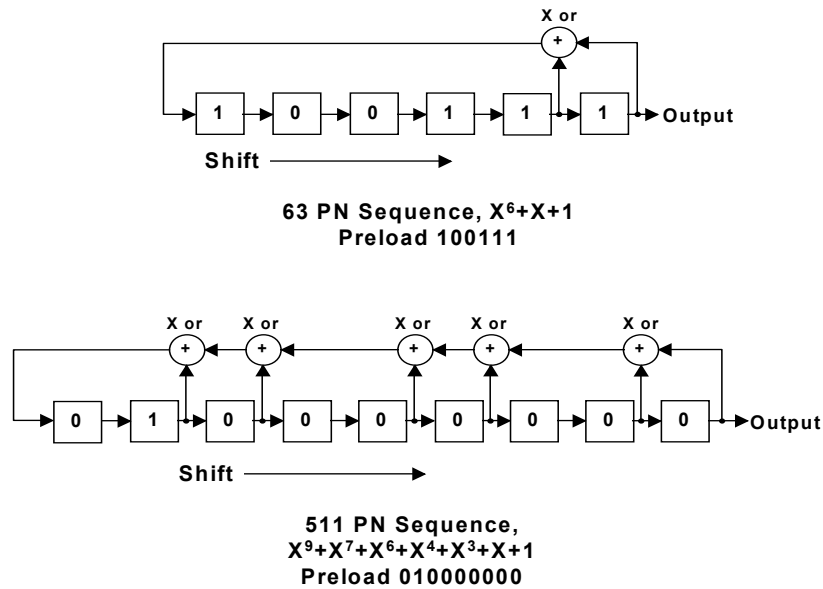 X or
+
1 0 0 1 1 1 Output
Shift
63 PN Sequence, X⁶+X+1
Preload 100111
X or X or X or X or X or
+ + + + +
0 1 0 0 0 0 0 0 0 Output
Shift
511 PN Sequence,
X⁹+X⁷+X⁶+X⁴+X³+X+1
Preload 010000000